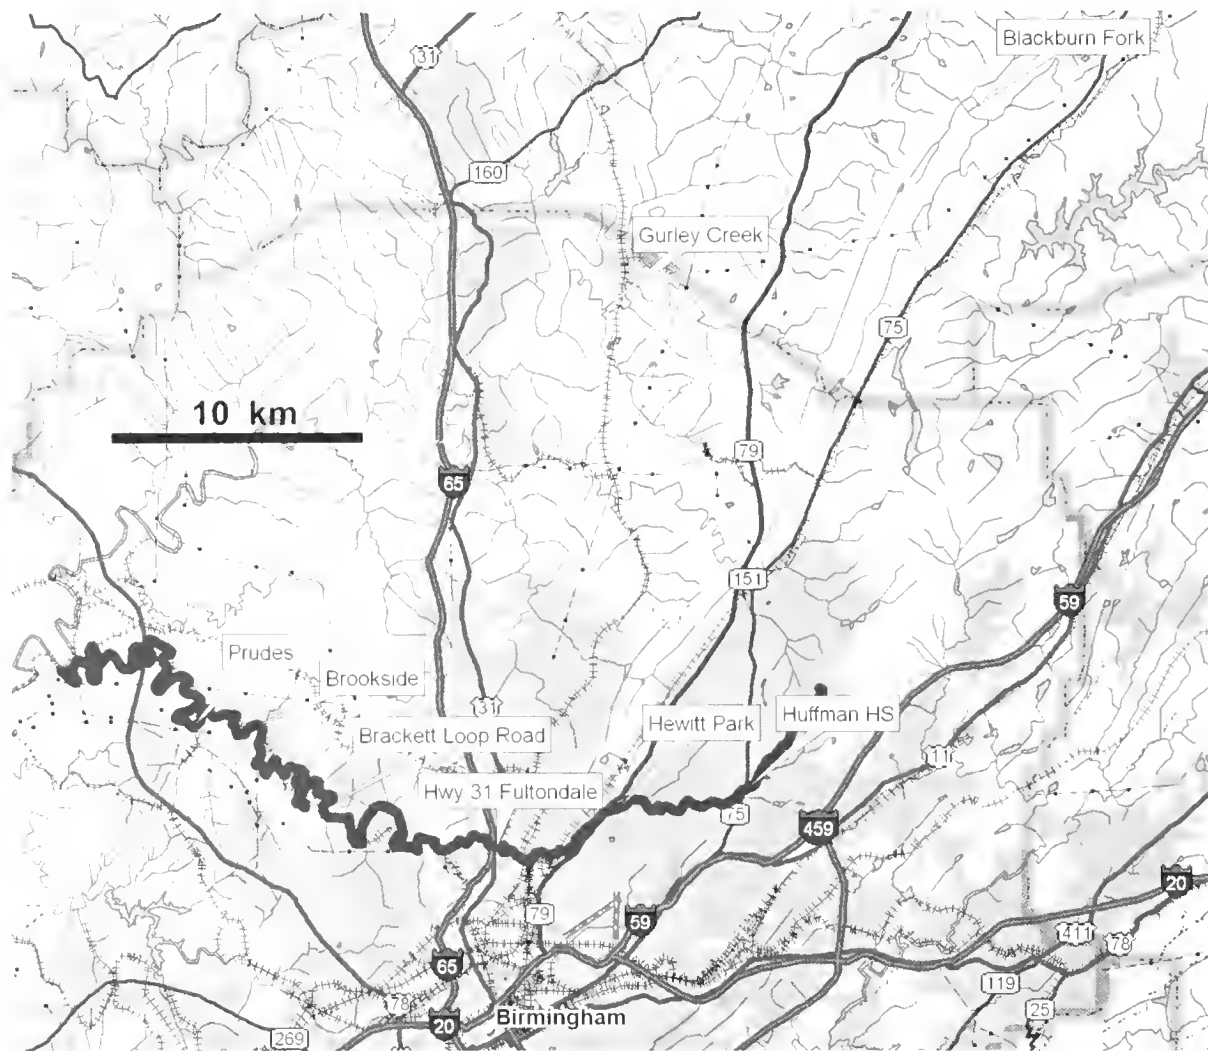 Blackburn Fork
31
160
Gurley Creek
75
10 km
79
65
151
59
Prudes
Brookside
31
Hewitt Park
Huffman HS
Brackett Loop Road
11
Hwy 31 Fultondale
75
459
20
79
59
411
78
65
119
78
25
20
Birmingham
269